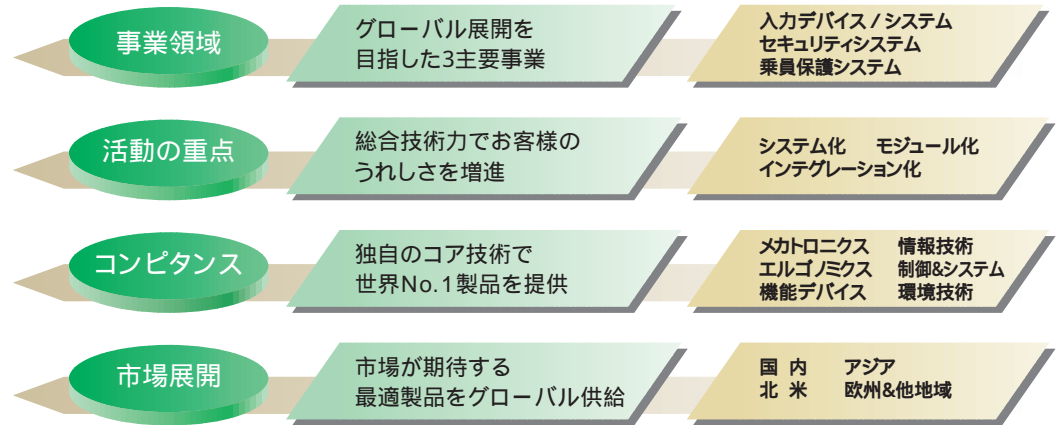 事業領域
グローバル展開を
目指した3主要事業
入力デバイス / システム
セキュリティシステム
乗員保護システム
活動の重点
総合技術力でお客様の
うれしさを増進
システム化 モジュール化
インテグレーション化
コンピタンス
独自のコア技術で
世界No.1製品を提供
メカトロニクス 情報技術
エルゴノミクス 制御&システム
機能デバイス 環境技術
市場展開
市場が期待する
最適製品をグローバル供給
国 内 アジア
北 米 欧州&他地域